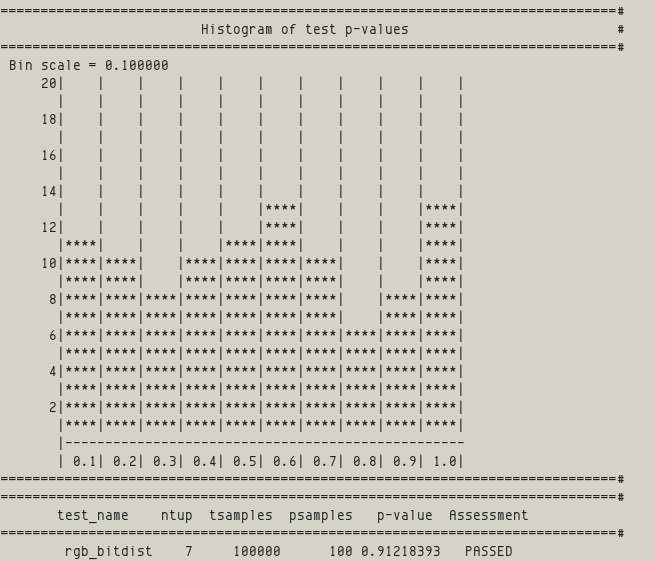 #==================================================================#
# Histogram of test p-values #
#==================================================================#
Bin scale = 0.100000
20|    |    |    |    |    |    |    |    |    |    |
|    |    |    |    |    |    |    |    |    |    |
18|    |    |    |    |    |    |    |    |    |    |
|    |    |    |    |    |    |    |    |    |    |
16|    |    |    |    |    |    |    |    |    |    |
|    |    |    |    |    |    |    |    |    |    |
14|    |    |    |    |    |    |    |    |    |    |
|    |    |    |    |    |****|    |    |    |****|
12|    |    |    |    |    |****|    |    |    |****|
|****|    |    |    |****|****|    |    |    |****|
10|****|****|    |****|****|****|****|    |    |****|
|****|****|    |****|****|****|****|    |    |****|
8|****|****|****|****|****|****|****|    |****|****|
|****|****|****|****|****|****|****|    |****|****|
6|****|****|****|****|****|****|****|****|****|****|
|****|****|****|****|****|****|****|****|****|****|
4|****|****|****|****|****|****|****|****|****|****|
|****|****|****|****|****|****|****|****|****|****|
2|****|****|****|****|****|****|****|****|****|****|
|****|****|****|****|****|****|****|****|****|****|
|--------------------------------------------------
| 0.1| 0.2| 0.3| 0.4| 0.5| 0.6| 0.7| 0.8| 0.9| 1.0|
#==================================================================#
#==================================================================#
test_name ntup tsamples psamples p-value Assessment
#==================================================================#
rgb_bitdist 7 100000 100 0.91218393 PASSED